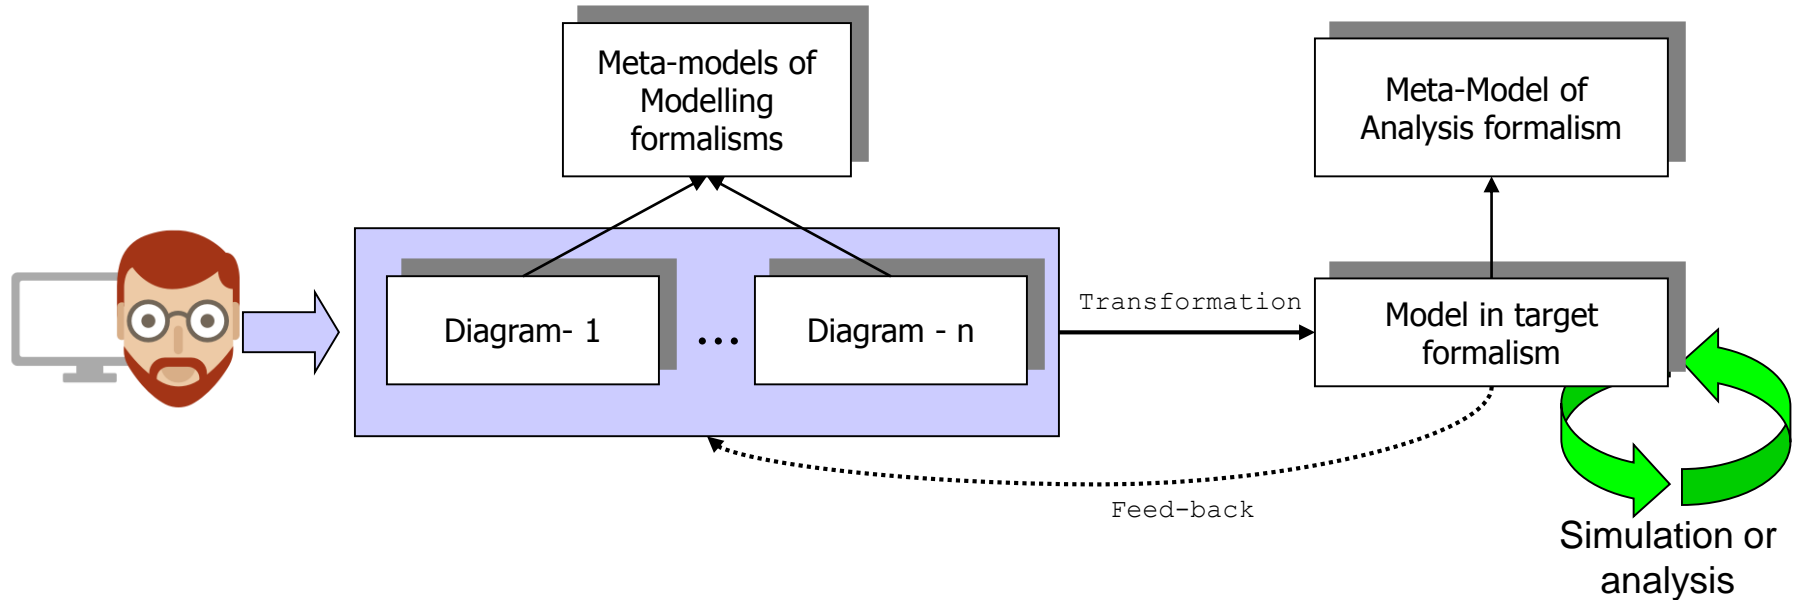 Meta-models of
Modelling
formalisms
Meta-Model of
Analysis formalism
Diagram- 1
...
Diagram - n
Transformation
Model in target
formalism
Feed-back
Simulation or
analysis